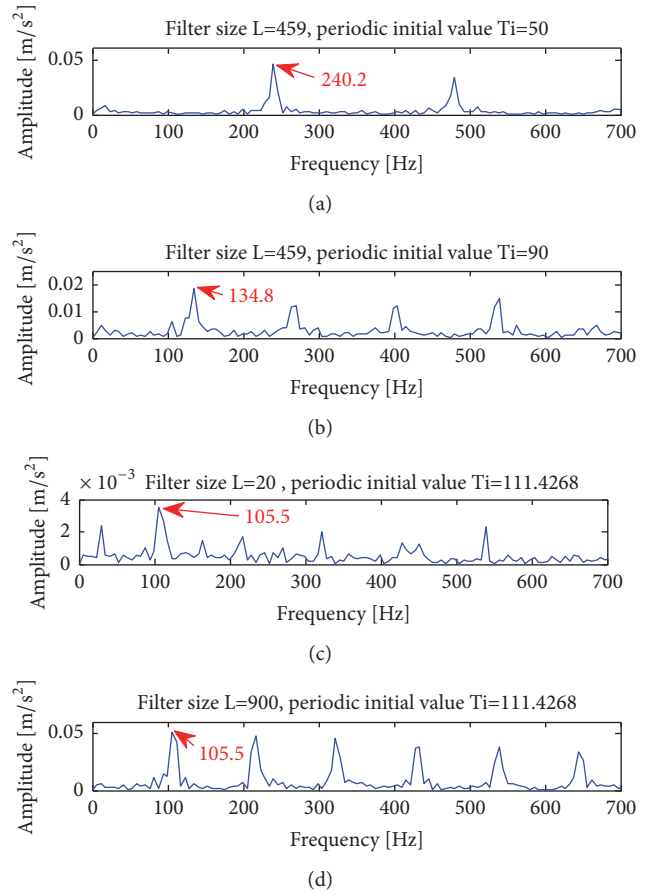 Filter size L=459, periodic initial value Ti=50
Amplitude [m/s²]
0.05
0
240.2
0 100 200 300 400 500 600 700
Frequency [Hz]
(a)
Filter size L=459, periodic initial value Ti=90
Amplitude [m/s²]
0.02
0.01
0
134.8
0 100 200 300 400 500 600 700
Frequency [Hz]
(b)
× 10⁻³ Filter size L=20 , periodic initial value Ti=111.4268
Amplitude [m/s²]
4
2
0
105.5
0 100 200 300 400 500 600 700
Frequency [Hz]
(c)
Filter size L=900, periodic initial value Ti=111.4268
Amplitude [m/s²]
0.05
0
105.5
0 100 200 300 400 500 600 700
Frequency [Hz]
(d)